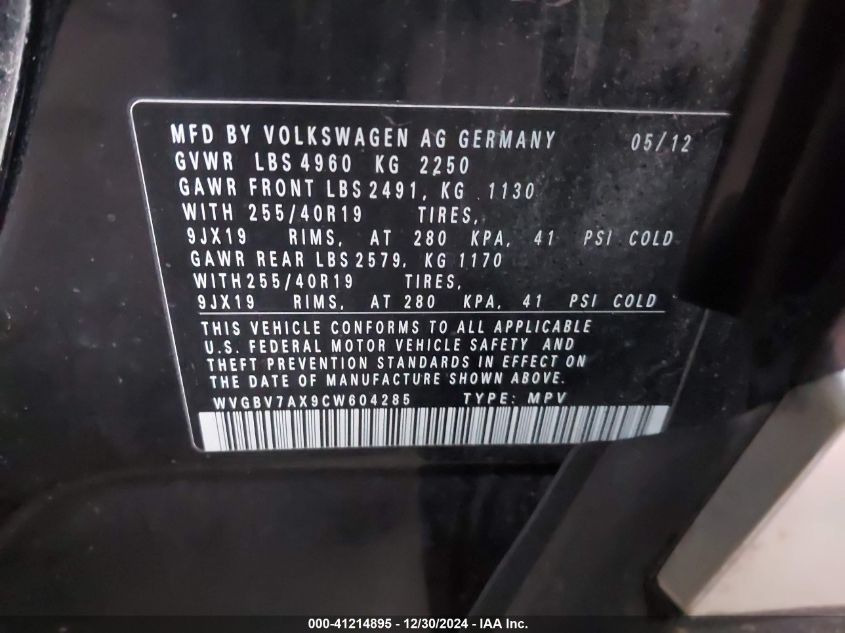 MFD BY VOLKSWAGEN AG GERMANY 05/12
GVWR LBS 4960 KG 2250
GAWR FRONT LBS 2491, KG 1130
WITH 255/40R19 TIRES,
9JX19 RIMS, AT 280 KPA, 41 PSI COLD
GAWR REAR LBS 2579, KG 1170
WITH 255/40R19 TIRES,
9JX19 RIMS, AT 280 KPA, 41 PSI COLD
THIS VEHICLE CONFORMS TO ALL APPLICABLE
U.S. FEDERAL MOTOR VEHICLE SAFETY AND
THEFT PREVENTION STANDARDS IN EFFECT ON
THE DATE OF MANUFACTURE SHOWN ABOVE.
WVGBV7AX9CW604285 TYPE: MPV
000-41214895 - 12/30/2024 - IAA Inc.